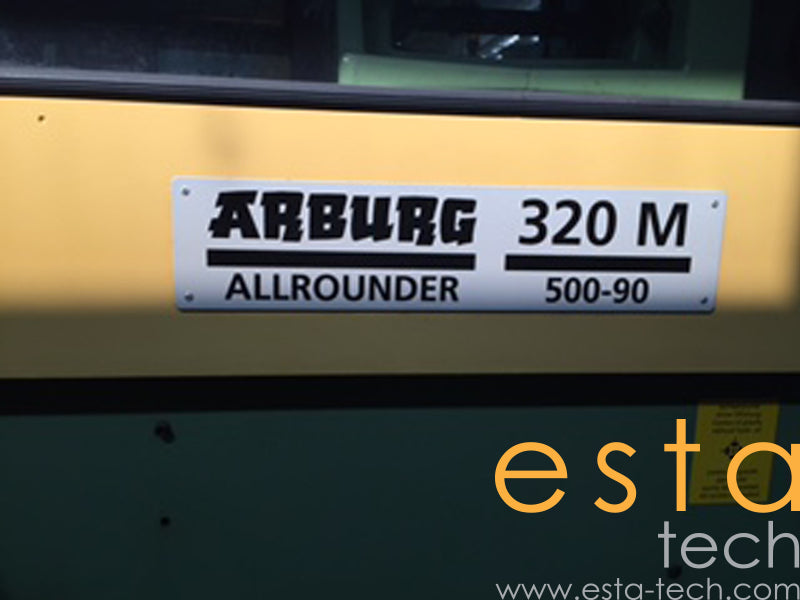 ARBURG 320 M
ALLROUNDER 500-90
esta
tech
www.esta-tech.com